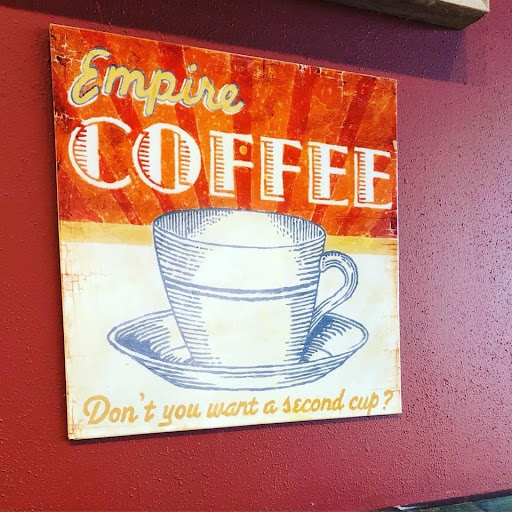 Empire
COFFEE
Don't you want a second cup?